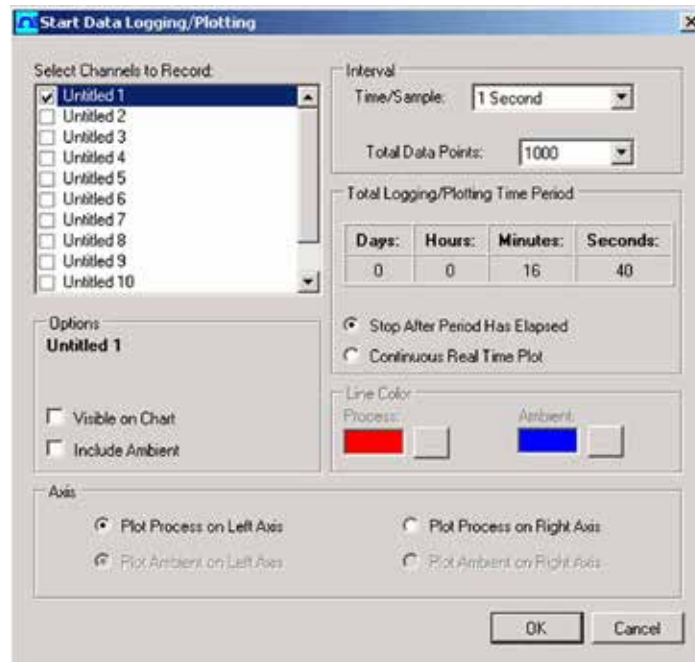 Start Data Logging/Plotting
Select Channels to Record:
Untitled 1
Untitled 2
Untitled 3
Untitled 4
Untitled 5
Untitled 6
Untitled 7
Untitled 8
Untitled 9
Untitled 10
Interval
Time/Sample: 1 Second
Total Data Points: 1000
Total Logging/Plotting Time Period
Days: Hours: Minutes: Seconds:
0 0 16 40
Stop After Period Has Elapsed
Continuous Real Time Plot
Options
Untitled 1
Visible on Chart
Include Ambient
Line Color
Process: Ambient:
Axis
Plot Process on Left Axis Plot Process on Right Axis
Plot Ambient on Left Axis Plot Ambient on Right Axis
OK Cancel